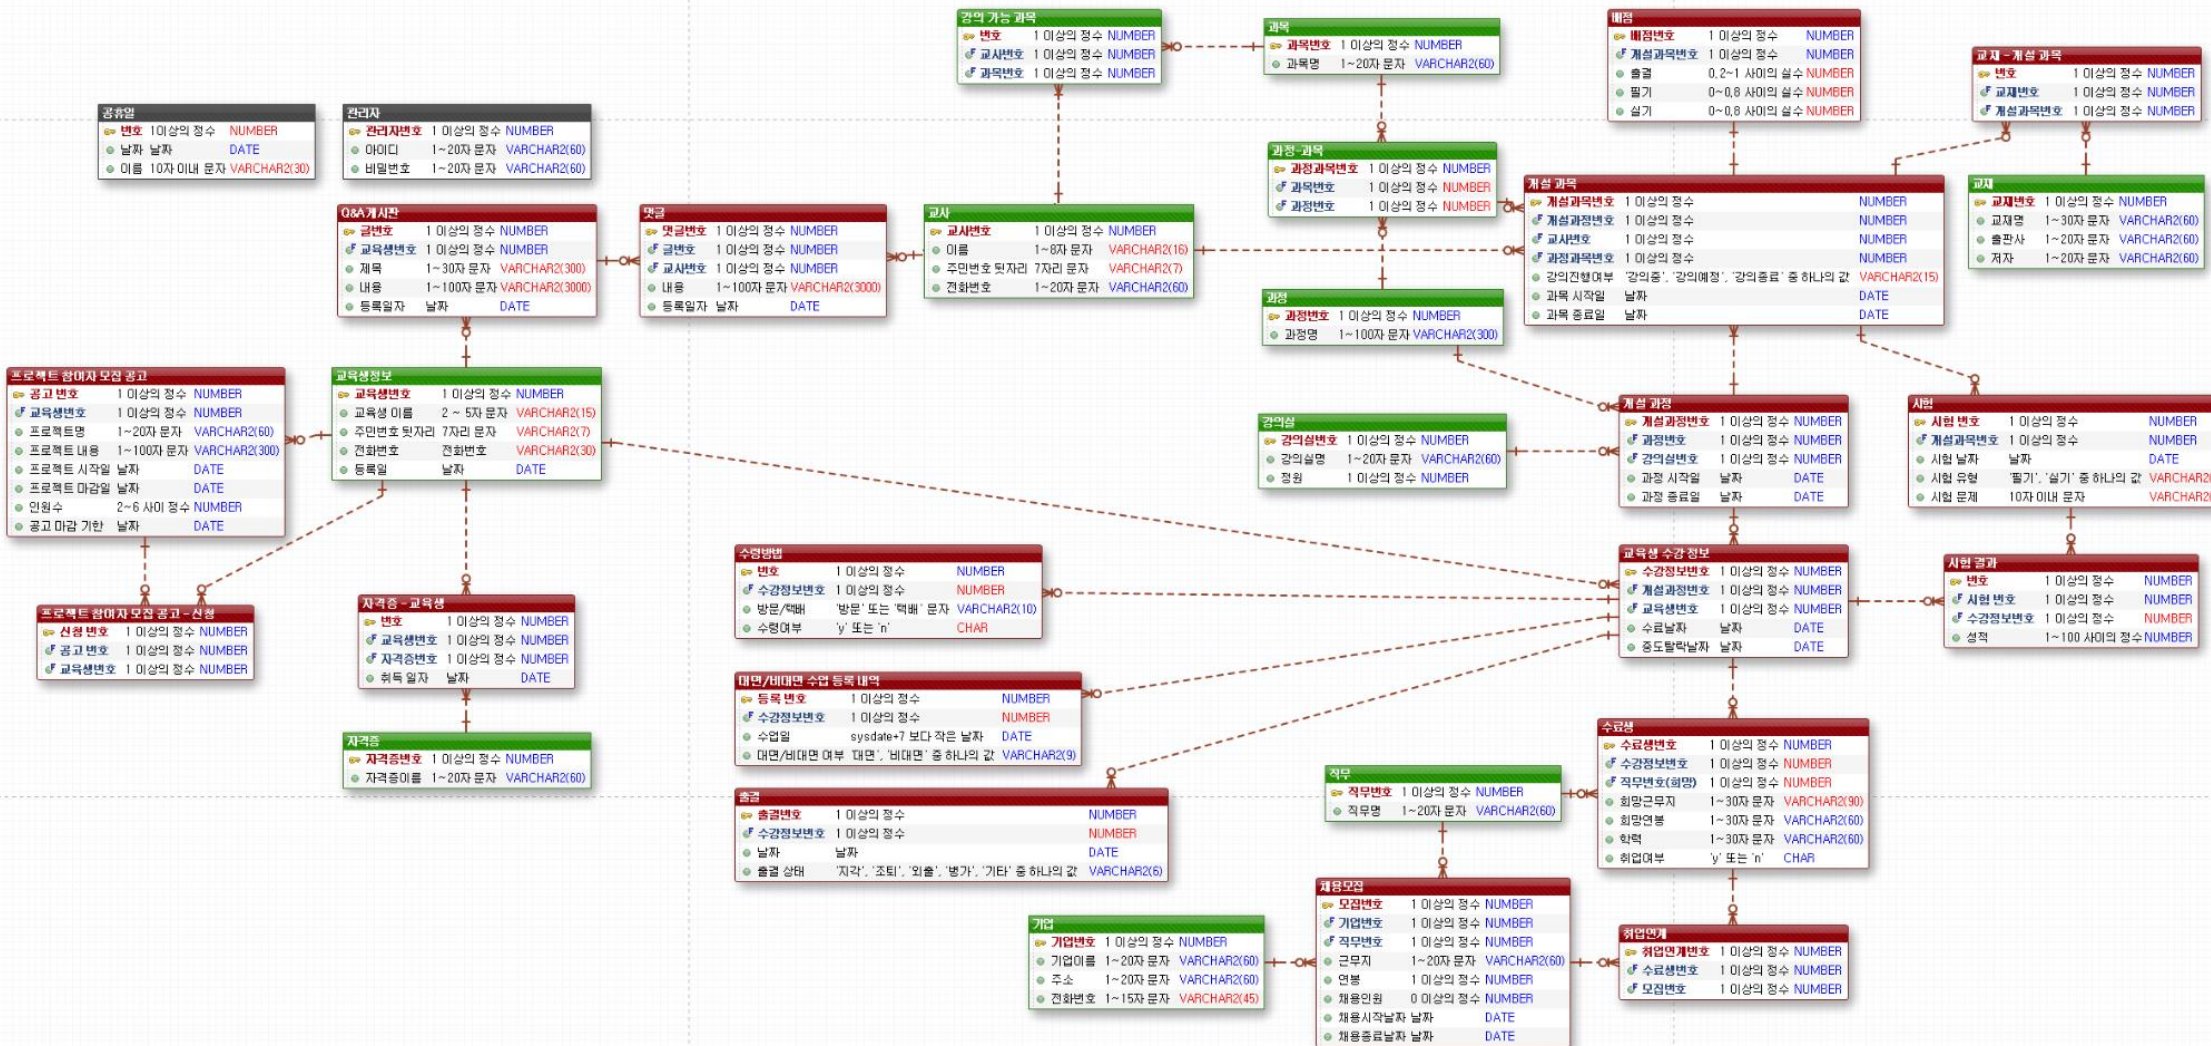 강의 가능 과목
번호 1 이상의 정수 NUMBER
교사번호 1 이상의 정수 NUMBER
과목번호 1 이상의 정수 NUMBER
과목
과목번호 1 이상의 정수 NUMBER
과목명 1~20자 문자 VARCHAR2(60)
배점
배점번호 1 이상의 정수 NUMBER
개설과목번호 1 이상의 정수 NUMBER
출결 0.2~1 사이의 실수 NUMBER
필기 0~0.8 사이의 실수 NUMBER
실기 0~0.8 사이의 실수 NUMBER
교재 - 개설 과목
번호 1 이상의 정수 NUMBER
교재번호 1 이상의 정수 NUMBER
개설과목번호 1 이상의 정수 NUMBER
공휴일
번호 1이상의 정수 NUMBER
날짜 날짜 DATE
이름 10자 이내 문자 VARCHAR2(30)
관리자
관리자번호 1 이상의 정수 NUMBER
아이디 1~20자 문자 VARCHAR2(60)
비밀번호 1~20자 문자 VARCHAR2(60)
과정-과목
과정과목번호 1 이상의 정수 NUMBER
과목번호 1 이상의 정수 NUMBER
과정번호 1 이상의 정수 NUMBER
개설 과목
개설과목번호 1 이상의 정수 NUMBER
개설과정번호 1 이상의 정수 NUMBER
교사번호 1 이상의 정수 NUMBER
과정과목번호 1 이상의 정수 NUMBER
강의진행여부 '강의중', '강의예정', '강의종료' 중 하나의 값 VARCHAR2(15)
과목 시작일 날짜 DATE
과목 종료일 날짜 DATE
교재
교재번호 1 이상의 정수 NUMBER
교재명 1~30자 문자 VARCHAR2(60)
출판사 1~20자 문자 VARCHAR2(60)
저자 1~20자 문자 VARCHAR2(60)
Q&A게시판
글번호 1 이상의 정수 NUMBER
교육생번호 1 이상의 정수 NUMBER
제목 1~30자 문자 VARCHAR2(300)
내용 1~100자 문자 VARCHAR2(3000)
등록일자 날짜 DATE
댓글
댓글번호 1 이상의 정수 NUMBER
글번호 1 이상의 정수 NUMBER
교사번호 1 이상의 정수 NUMBER
내용 1~100자 문자 VARCHAR2(3000)
등록일자 날짜 DATE
교사
교사번호 1 이상의 정수 NUMBER
이름 1~8자 문자 VARCHAR2(16)
주민번호 뒷자리 7자리 문자 VARCHAR2(7)
전화번호 1~20자 문자 VARCHAR2(60)
과정
과정번호 1 이상의 정수 NUMBER
과정명 1~100자 문자 VARCHAR2(300)
프로젝트 참여자 모집 공고
공고 번호 1 이상의 정수 NUMBER
교육생번호 1 이상의 정수 NUMBER
프로젝트명 1~20자 문자 VARCHAR2(60)
프로젝트 내용 1~100자 문자 VARCHAR2(300)
프로젝트 시작일 날짜 DATE
프로젝트 마감일 날짜 DATE
인원수 2~6 사이 정수 NUMBER
공고 마감 기한 날짜 DATE
교육생정보
교육생번호 1 이상의 정수 NUMBER
교육생 이름 2 ~ 5자 문자 VARCHAR2(15)
주민번호 뒷자리 7자리 문자 VARCHAR2(7)
전화번호 전화번호 VARCHAR2(30)
등록일 날짜 DATE
강의실
강의실번호 1 이상의 정수 NUMBER
강의실명 1~20자 문자 VARCHAR2(60)
정원 1 이상의 정수 NUMBER
개설 과정
개설과정번호 1 이상의 정수 NUMBER
과정번호 1 이상의 정수 NUMBER
강의실번호 1 이상의 정수 NUMBER
과정 시작일 날짜 DATE
과정 종료일 날짜 DATE
시험
시험 번호 1 이상의 정수 NUMBER
개설과목번호 1 이상의 정수 NUMBER
시험 날짜 날짜 DATE
시험 유형 '필기', '실기' 중 하나의 값 VARCHAR2(
시험 문제 10자 이내 문자 VARCHAR2(
프로젝트 참여자 모집 공고 - 신청
신청 번호 1 이상의 정수 NUMBER
공고 번호 1 이상의 정수 NUMBER
교육생번호 1 이상의 정수 NUMBER
자격증 - 교육생
번호 1 이상의 정수 NUMBER
교육생번호 1 이상의 정수 NUMBER
자격증번호 1 이상의 정수 NUMBER
취득 일자 날짜 DATE
수령방법
번호 1 이상의 정수 NUMBER
수강정보번호 1 이상의 정수 NUMBER
방문/택배 '방문' 또는 '택배' 문자 VARCHAR2(10)
수령여부 'y' 또는 'n' CHAR
교육생 수강 정보
수강정보번호 1 이상의 정수 NUMBER
개설과정번호 1 이상의 정수 NUMBER
교육생번호 1 이상의 정수 NUMBER
수료날짜 날짜 DATE
중도탈락날짜 날짜 DATE
시험 결과
번호 1 이상의 정수 NUMBER
시험 번호 1 이상의 정수 NUMBER
수강정보번호 1 이상의 정수 NUMBER
성적 1~100 사이의 정수 NUMBER
대면/비대면 수업 등록 내역
등록 번호 1 이상의 정수 NUMBER
수강정보번호 1 이상의 정수 NUMBER
수업일 sysdate+7 보다 작은 날짜 DATE
대면/비대면 여부 '대면', '비대면' 중 하나의 값 VARCHAR2(9)
자격증
자격증번호 1 이상의 정수 NUMBER
자격증이름 1~20자 문자 VARCHAR2(60)
출결
출결번호 1 이상의 정수 NUMBER
수강정보번호 1 이상의 정수 NUMBER
날짜 날짜 DATE
출결 상태 '지각', '조퇴', '외출', '병가', '기타' 중 하나의 값 VARCHAR2(6)
직무
직무번호 1 이상의 정수 NUMBER
직무명 1~20자 문자 VARCHAR2(60)
수료생
수료생번호 1 이상의 정수 NUMBER
수강정보번호 1 이상의 정수 NUMBER
직무번호(희망) 1 이상의 정수 NUMBER
희망근무지 1~30자 문자 VARCHAR2(90)
희망연봉 1~30자 문자 VARCHAR2(60)
학력 1~30자 문자 VARCHAR2(60)
취업여부 'y' 또는 'n' CHAR
기업
기업번호 1 이상의 정수 NUMBER
기업이름 1~20자 문자 VARCHAR2(60)
주소 1~20자 문자 VARCHAR2(60)
전화번호 1~15자 문자 VARCHAR2(45)
채용모집
모집번호 1 이상의 정수 NUMBER
기업번호 1 이상의 정수 NUMBER
직무번호 1 이상의 정수 NUMBER
근무지 1~20자 문자 VARCHAR2(60)
연봉 1 이상의 정수 NUMBER
채용인원 0 이상의 정수 NUMBER
채용시작날짜 날짜 DATE
채용종료날짜 날짜 DATE
취업연계
취업연계번호 1 이상의 정수 NUMBER
수료생번호 1 이상의 정수 NUMBER
모집번호 1 이상의 정수 NUMBER